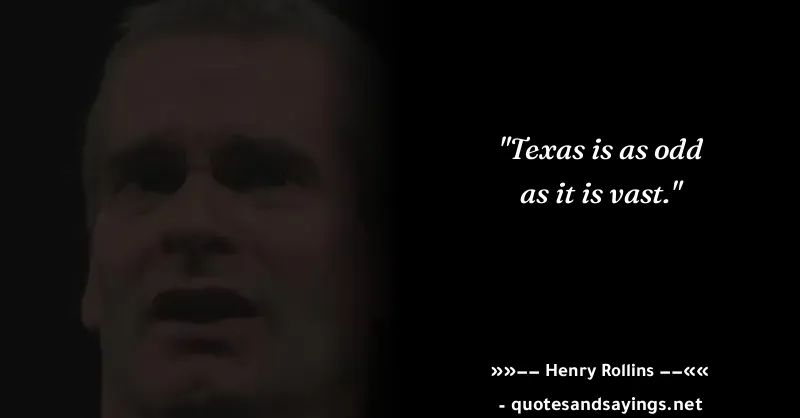 "Texas is as odd
as it is vast."
»»−− Henry Rollins −−««
- quotesandsayings.net